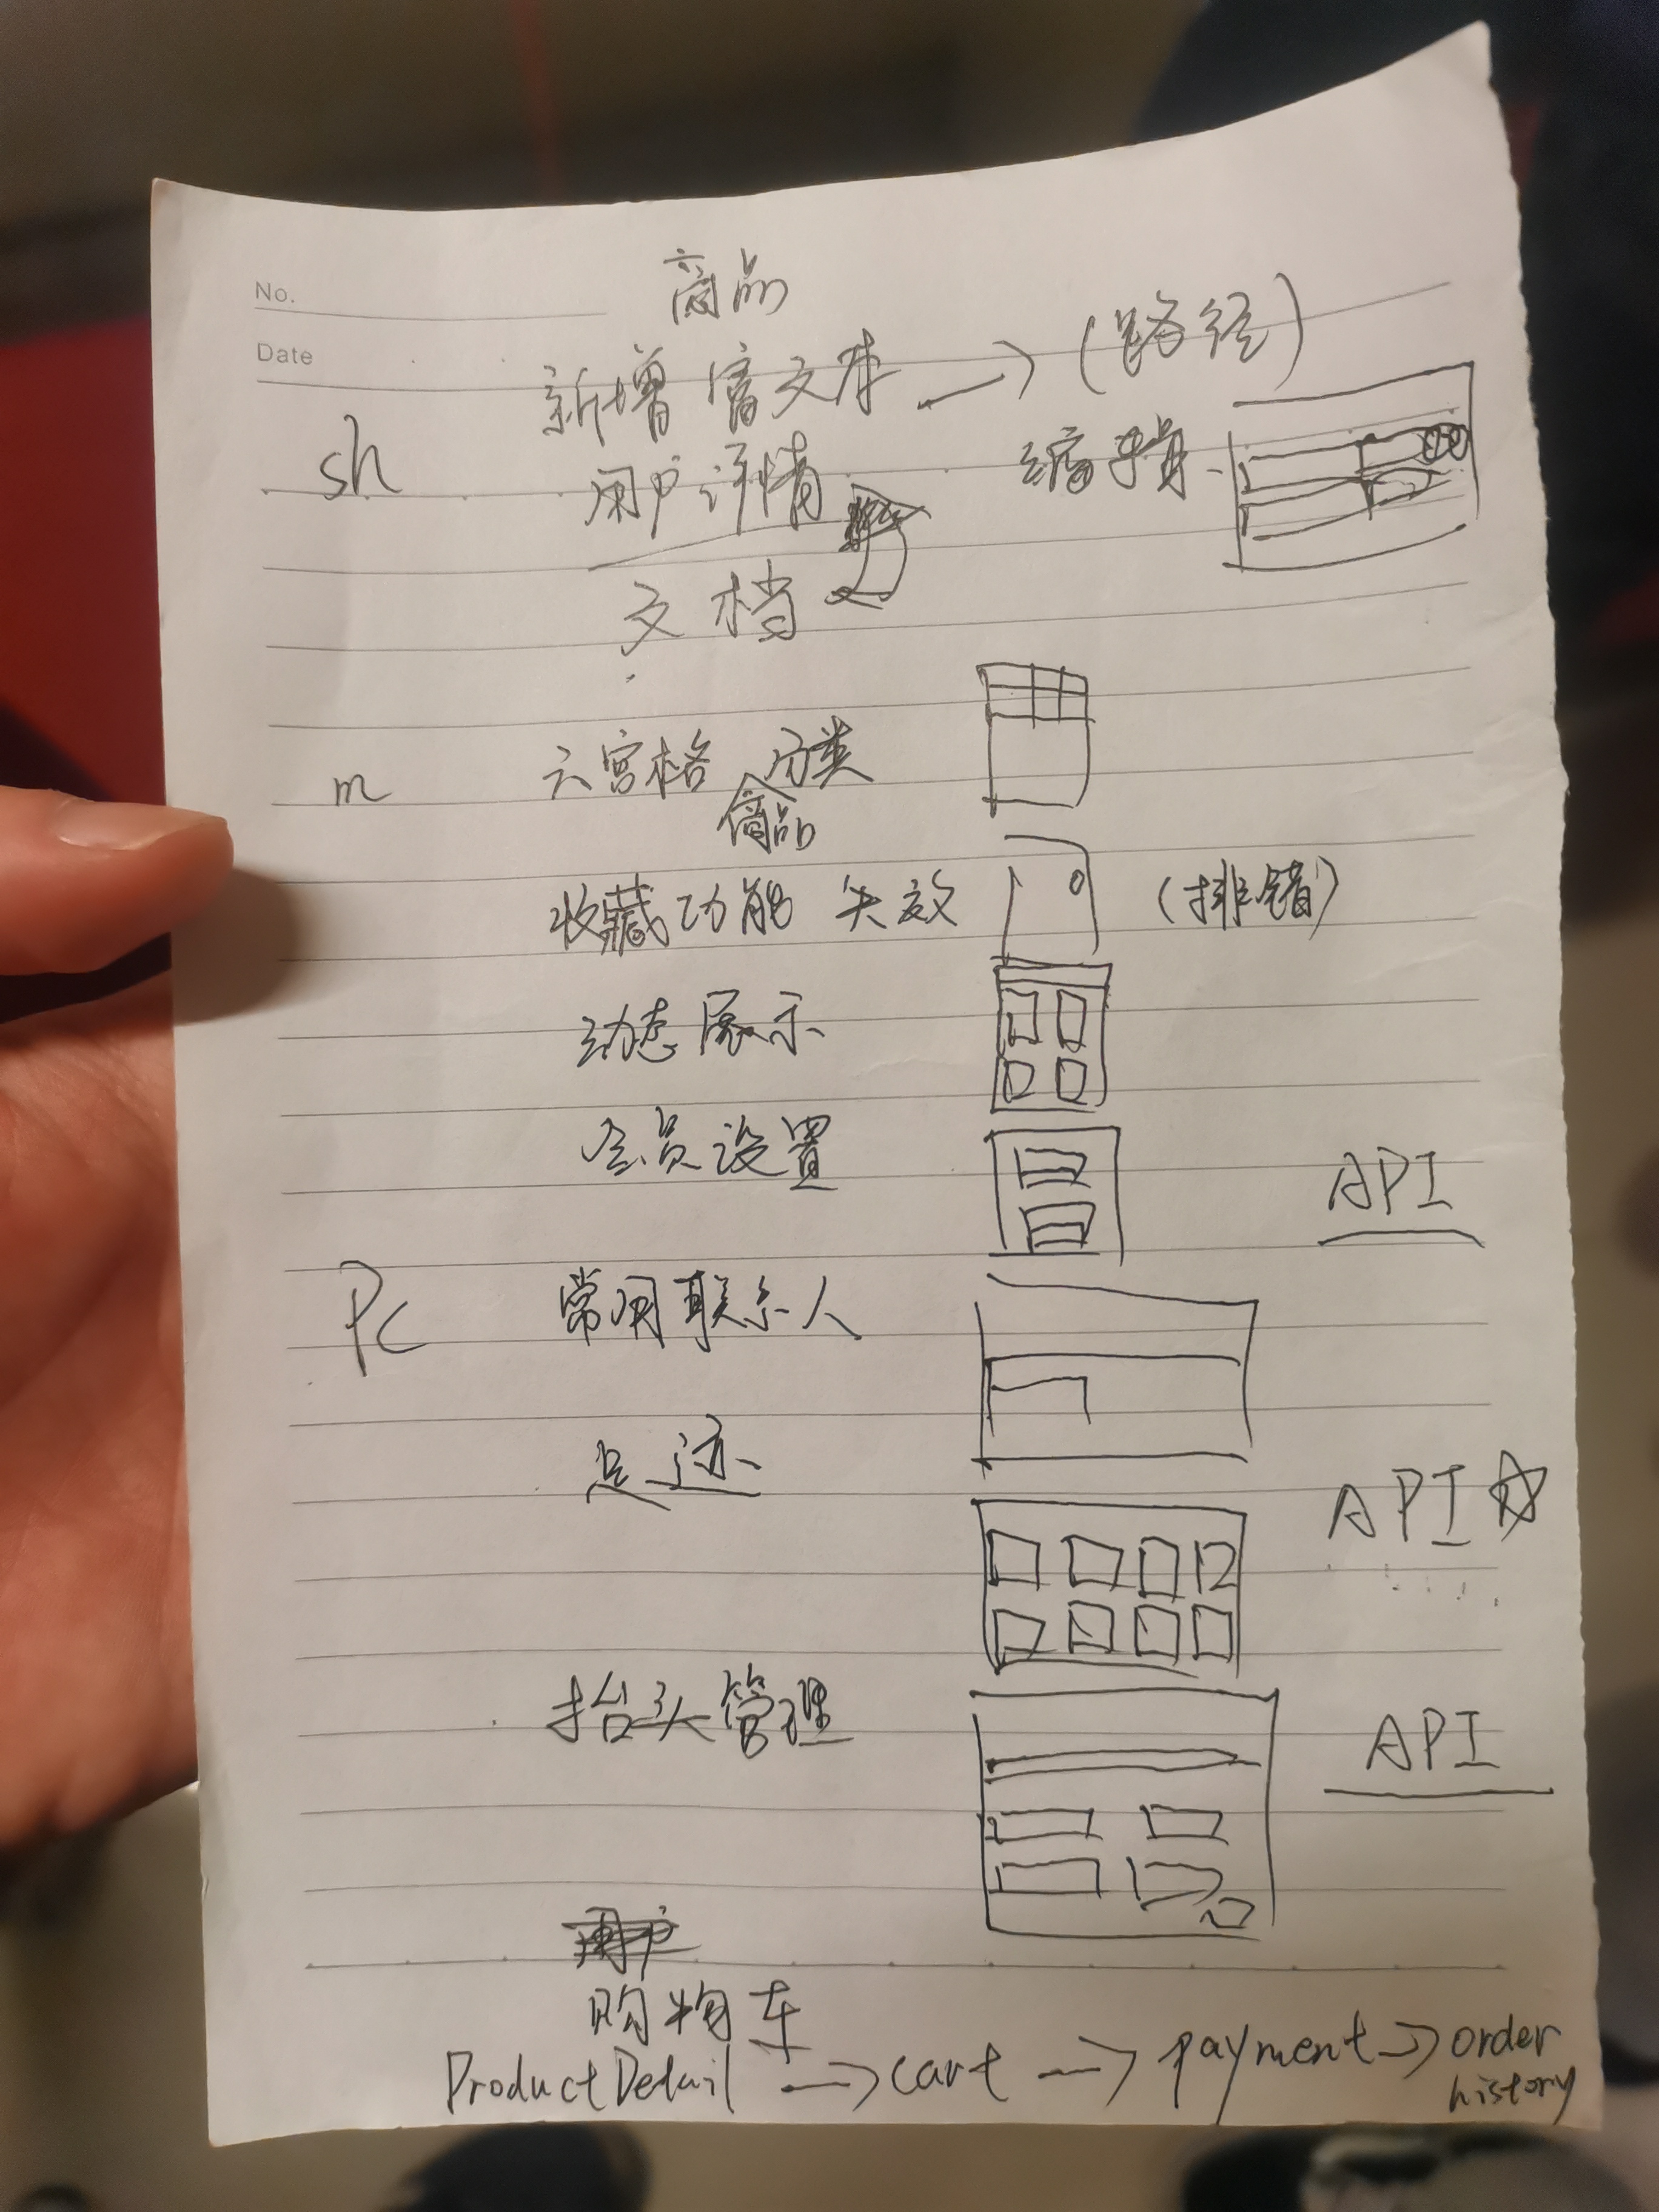 No.
商品
Date
新增富文本 → (路径)
sh
用户详情
编辑
文档
m 六宫格 分类
商品
收藏功能 失效 (排错)
动态展示
会员设置
API
Pc 常用联系人
足迹
API ☆
抬头管理
API
用户
购物车
ProductDetail → cart → payment → order
history